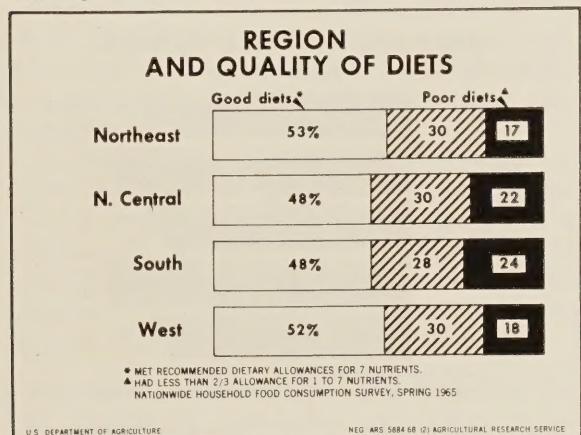 REGION
AND QUALITY OF DIETS
Good diets* Poor diets▲
Northeast 53% 30 17
N. Central 48% 30 22
South 48% 28 24
West 52% 30 18
* MET RECOMMENDED DIETARY ALLOWANCES FOR 7 NUTRIENTS.
▲ HAD LESS THAN 2/3 ALLOWANCE FOR 1 TO 7 NUTRIENTS.
NATIONWIDE HOUSEHOLD FOOD CONSUMPTION SURVEY, SPRING 1965
U.S. DEPARTMENT OF AGRICULTURE NEG. ARS 5884-68 (2) AGRICULTURAL RESEARCH SERVICE